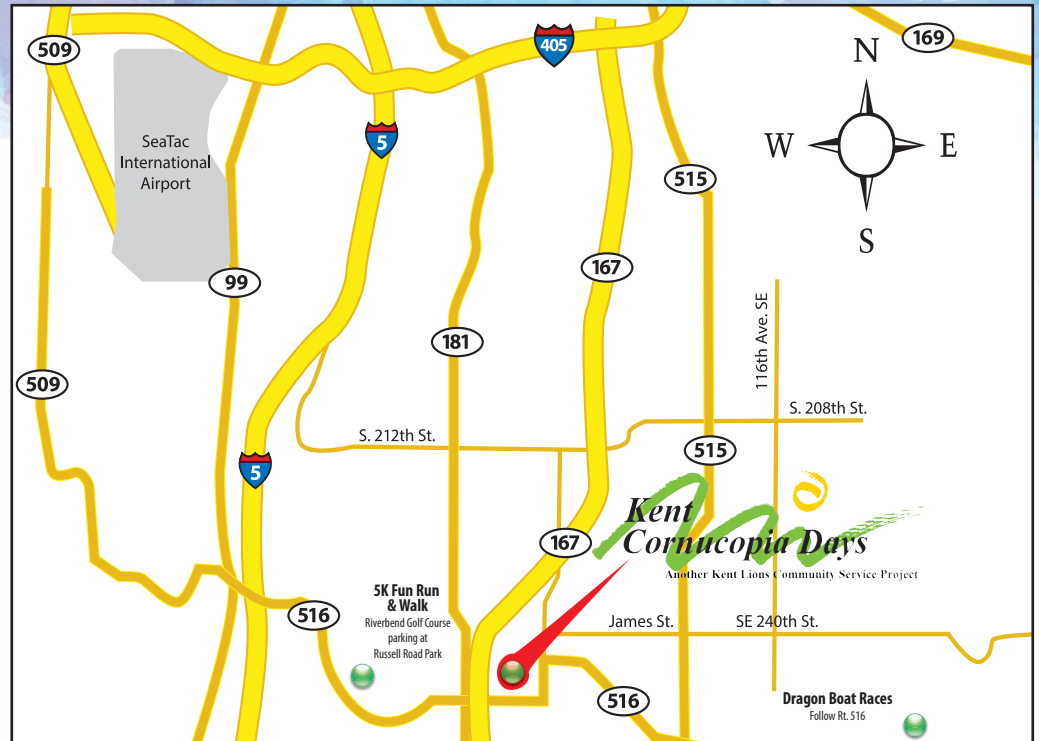 509
405
169
N
5
SeaTac
International
Airport
W
E
515
S
167
99
116th Ave. SE
181
509
S. 208th St.
S. 212th St.
515
5
Kent
Cornucopia Days
Another Kent Lions Community Service Project
167
5K Fun Run
& Walk
Riverbend Golf Course
parking at
Russell Road Park
516
James St.
SE 240th St.
516
Dragon Boat Races
Follow Rt. 516